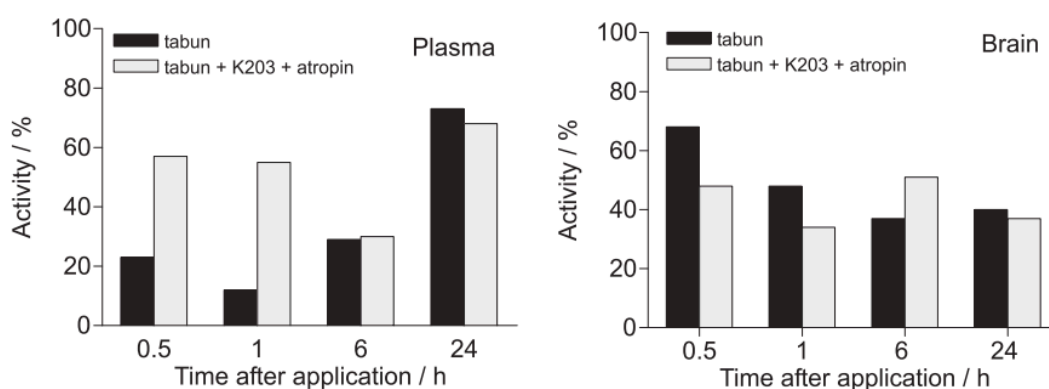 100
80
60
40
20
0
Activity / %
tabun
tabun + K203 + atropin
Plasma
0.5 1 6 24
Time after application / h
100
80
60
40
20
0
Activity / %
tabun
tabun + K203 + atropin
Brain
0.5 1 6 24
Time after application / h